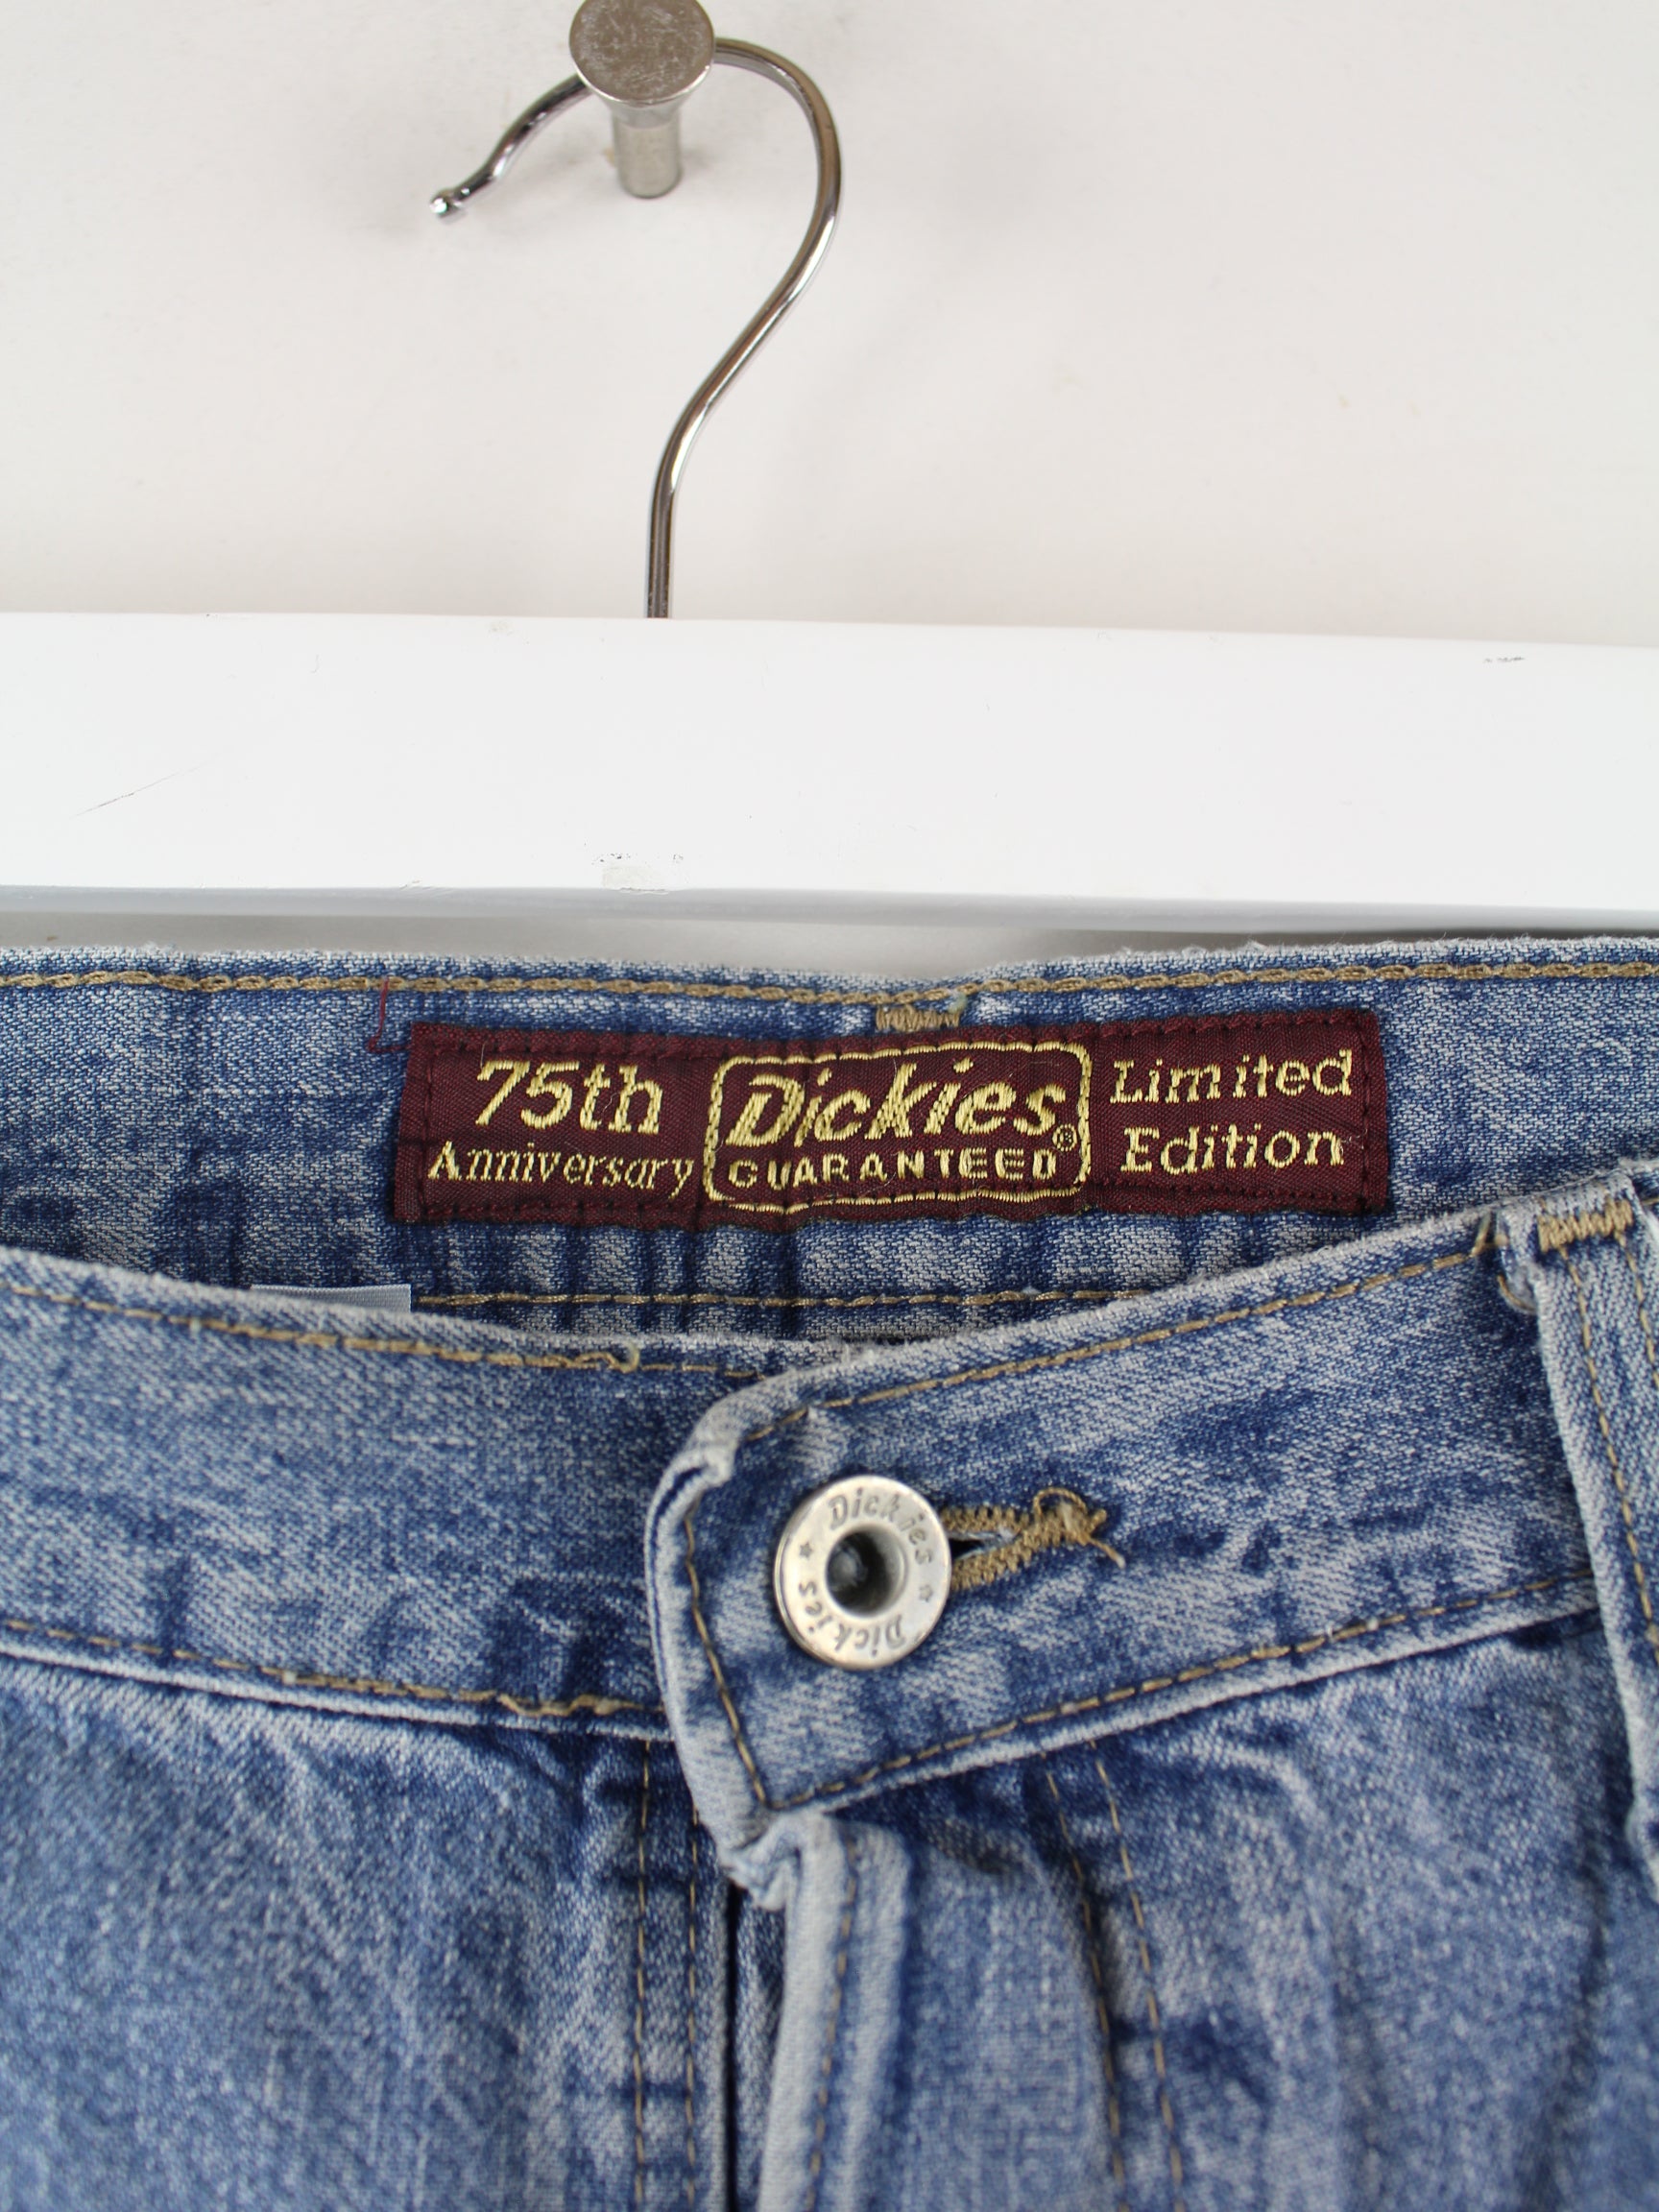 75th
Anniversary
Dickies®
GUARANTEED
Limited
Edition
Dickies ★ Dickies ★